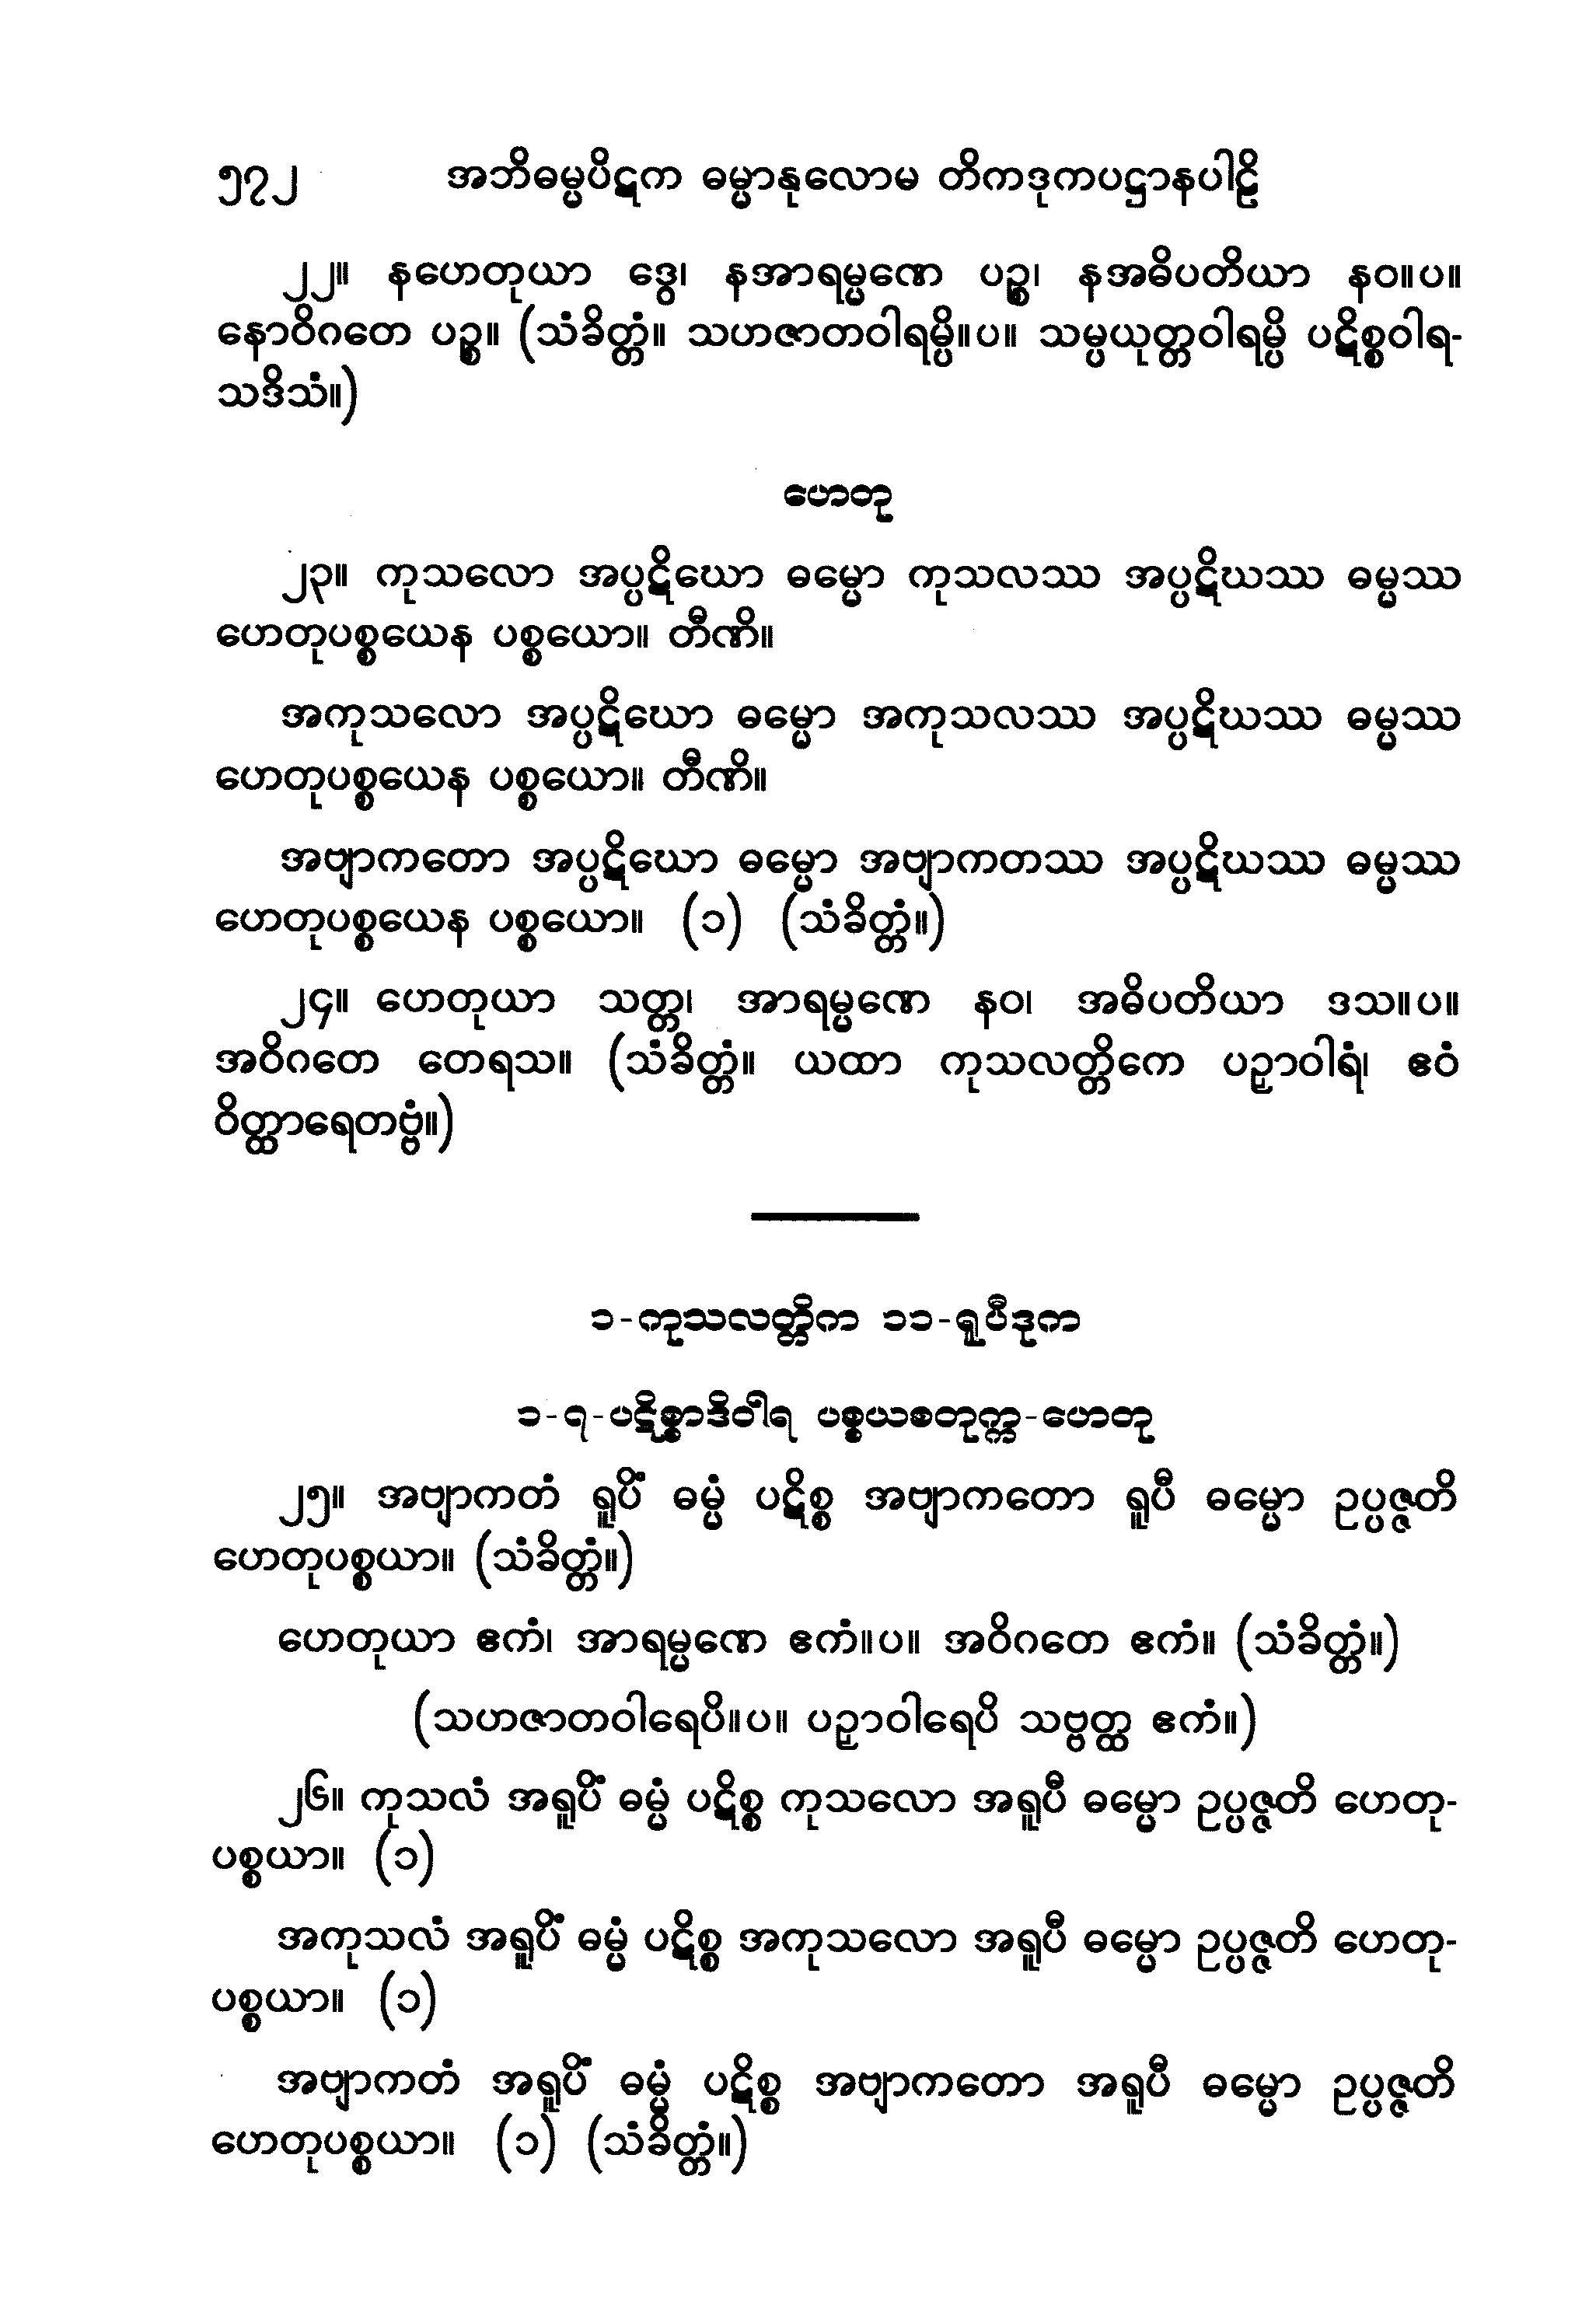 ၅၇၂ အဘိဓမ္မပိဋက ဓမ္မာနုလောမ တိကဒုကပဋ္ဌာနပါဠိ
၂၂။ နဟေတုယာ ဒွေ၊ နအာရမ္မဏေ ပဉ္စ၊ နအဓိပတိယာ နဝ။ပ။
နောဝိဂတေ ပဉ္စ။ (သံခိတ္တံ။ သဟဇာတဝါရမ္ပိ။ပ။ သမ္ပယုတ္တဝါရမ္ပိ ပဋိစ္စဝါရ-
သဒိသံ။)
ဟေတု
၂၃။ ကုသလော အပ္ပဋိဃော ဓမ္မော ကုသလဿ အပ္ပဋိဃဿ ဓမ္မဿ
ဟေတုပစ္စယေန ပစ္စယော။ တီဏိ။
အကုသလော အပ္ပဋိဃော ဓမ္မော အကုသလဿ အပ္ပဋိဃဿ ဓမ္မဿ
ဟေတုပစ္စယေန ပစ္စယော။ တီဏိ။
အဗျာကတော အပ္ပဋိဃော ဓမ္မော အဗျာကတဿ အပ္ပဋိဃဿ ဓမ္မဿ
ဟေတုပစ္စယေန ပစ္စယော။ (၁) (သံခိတ္တံ။)
၂၄။ ဟေတုယာ သတ္တ၊ အာရမ္မဏေ နဝ၊ အဓိပတိယာ ဒသ။ပ။
အဝိဂတေ တေရသ။ (သံခိတ္တံ။ ယထာ ကုသလတ္တိကေ ပဉှာဝါရံ၊ ဧဝံ
ဝိတ္ထာရေတဗ္ဗံ။)
၁-ကုသလတ္တိက ၁၁-ရူပီဒုက
၁-၇-ပဋိစ္စာဒိဝါရ ပစ္စယစတုက္က-ဟေတု
၂၅။ အဗျာကတံ ရူပိံ ဓမ္မံ ပဋိစ္စ အဗျာကတော ရူပီ ဓမ္မော ဥပ္ပဇ္ဇတိ
ဟေတုပစ္စယာ။ (သံခိတ္တံ။)
ဟေတုယာ ဧကံ၊ အာရမ္မဏေ ဧကံ။ပ။ အဝိဂတေ ဧကံ။ (သံခိတ္တံ။)
(သဟဇာတဝါရေပိ။ပ။ ပဉှာဝါရေပိ သဗ္ဗတ္ထ ဧကံ။)
၂၆။ ကုသလံ အရူပိံ ဓမ္မံ ပဋိစ္စ ကုသလော အရူပီ ဓမ္မော ဥပ္ပဇ္ဇတိ ဟေတု-
ပစ္စယာ။ (၁)
အကုသလံ အရူပိံ ဓမ္မံ ပဋိစ္စ အကုသလော အရူပီ ဓမ္မော ဥပ္ပဇ္ဇတိ ဟေတု-
ပစ္စယာ။ (၁)
အဗျာကတံ အရူပိံ ဓမ္မံ ပဋိစ္စ အဗျာကတော အရူပီ ဓမ္မော ဥပ္ပဇ္ဇတိ
ဟေတုပစ္စယာ။ (၁) (သံခိတ္တံ။)